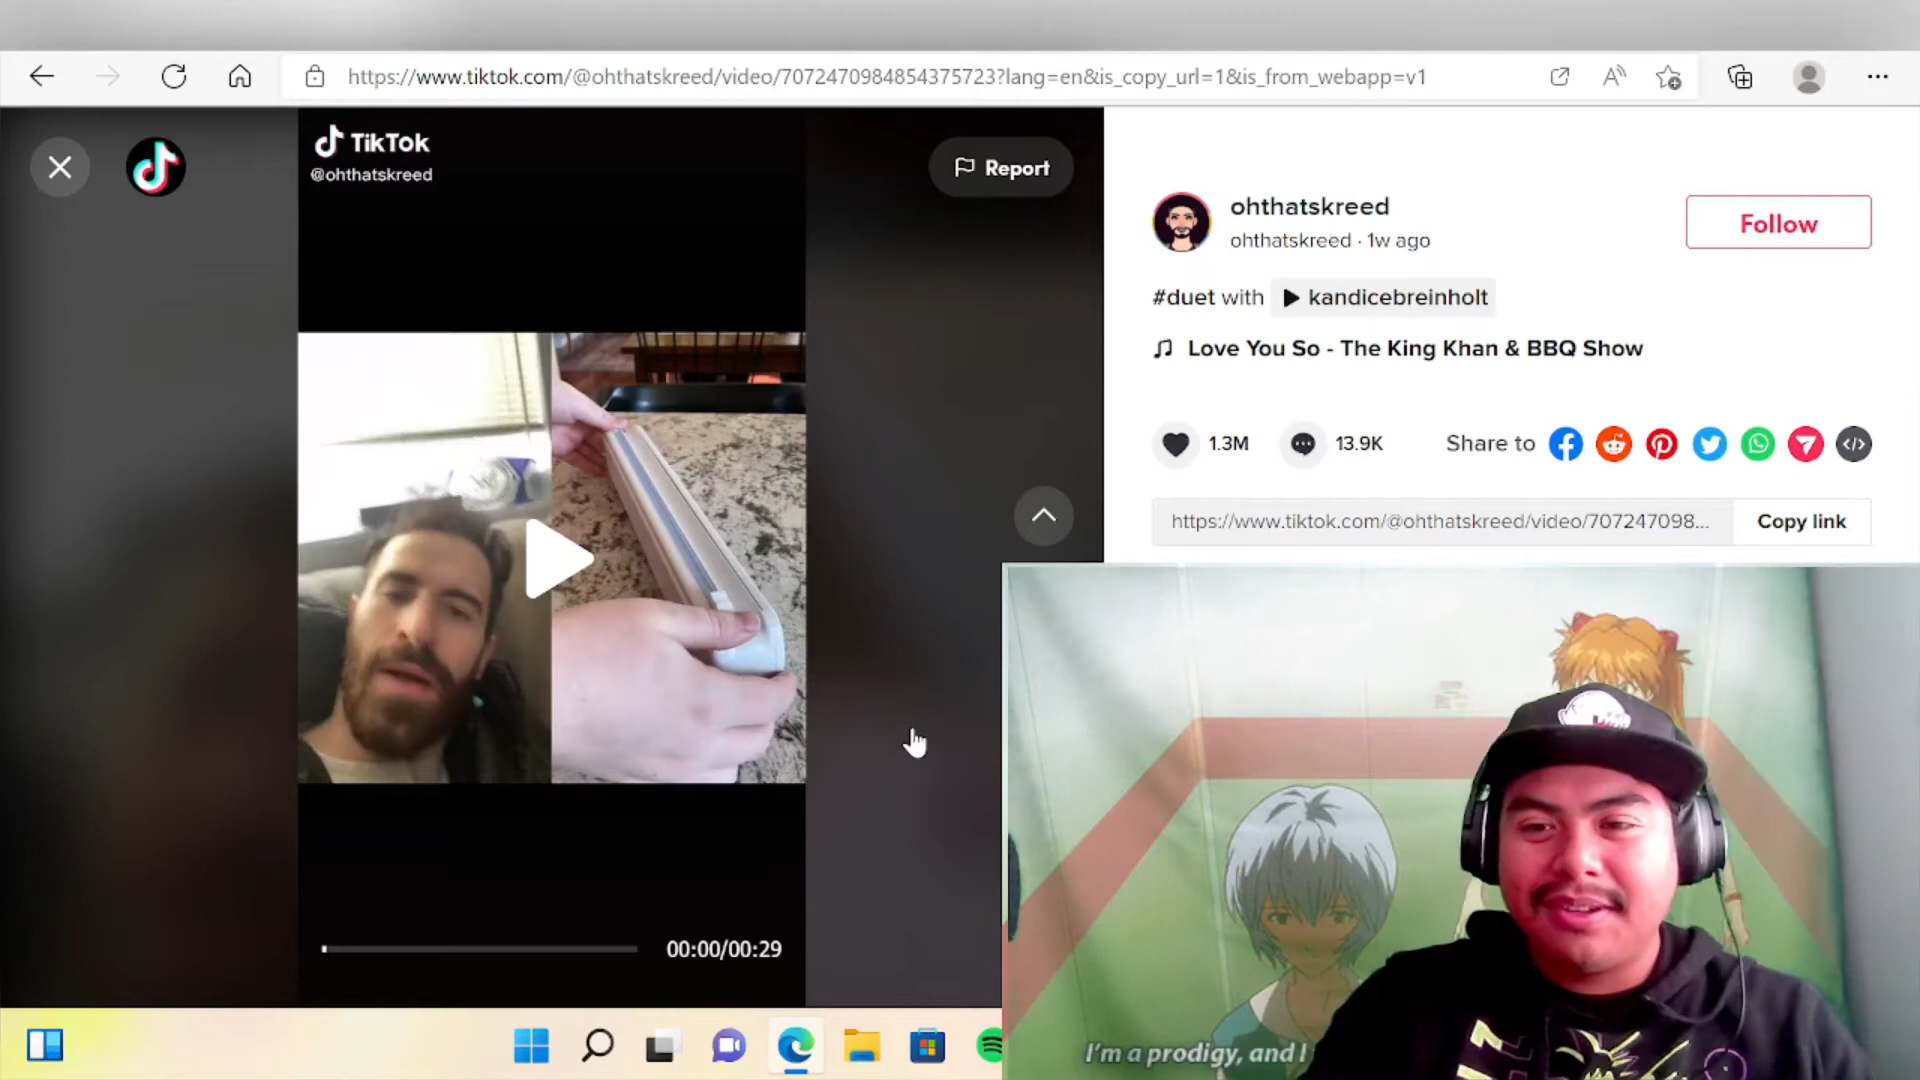 https://www.tiktok.com/@ohthatskreed/video/7072470984854375723?lang=en&is_copy_url=1&is_from_webapp=v1
TikTok
@ohthatskreed
Report
ohthatskreed
ohthatskreed · 1w ago
Follow
#duet with kandicebreinholt
Love You So - The King Khan & BBQ Show
1.3M
13.9K
Share to
https://www.tiktok.com/@ohthatskreed/video/707247098...
Copy link
00:00/00:29
I'm a prodigy, and I